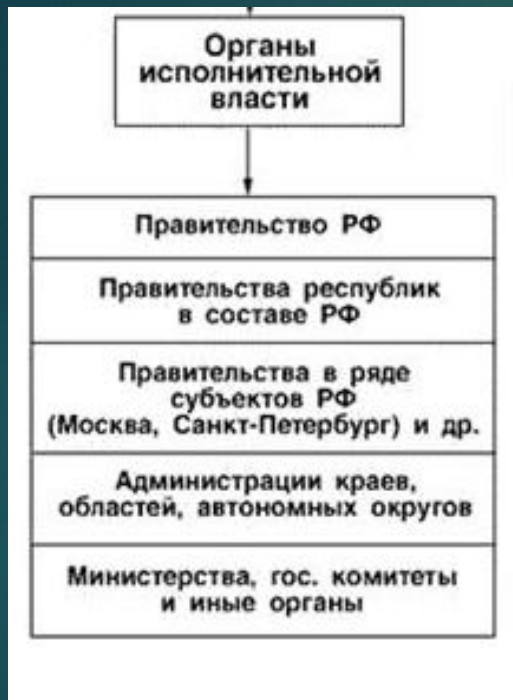 Органы
исполнительной
власти
Правительство РФ
Правительства республик
в составе РФ
Правительства в ряде
субъектов РФ
(Москва, Санкт-Петербург) и др.
Администрации краев,
областей, автономных округов
Министерства, гос. комитеты
и иные органы